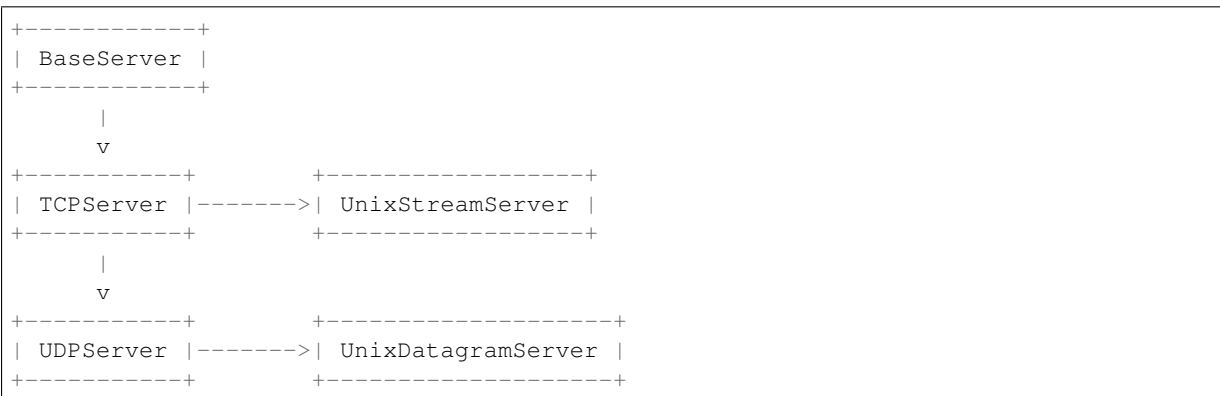 +------------+
| BaseServer |
+------------+
      |
      v
+-----------+        +------------------+
| TCPServer |------->| UnixStreamServer |
+-----------+        +------------------+
      |
      v
+-----------+        +--------------------+
| UDPServer |------->| UnixDatagramServer |
+-----------+        +--------------------+